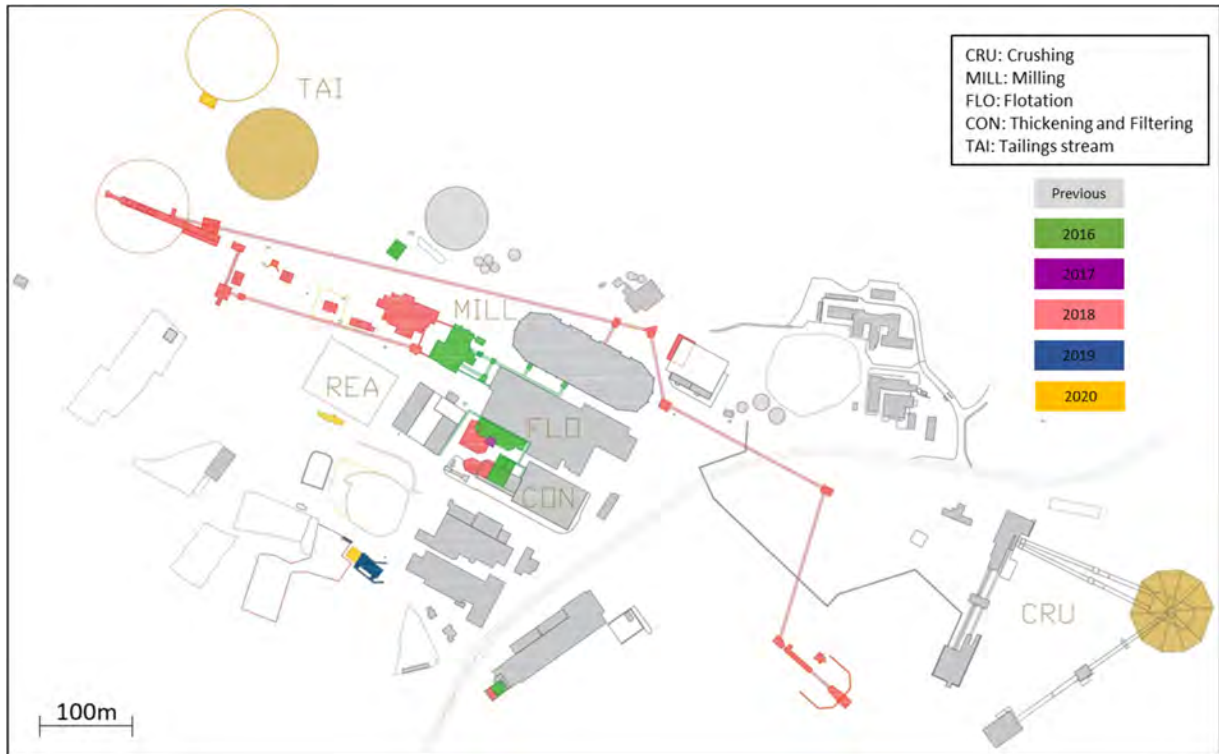 TAI
CRU: Crushing
MILL: Milling
FLO: Flotation
CON: Thickening and Filtering
TAI: Tailings stream
Previous
2016
2017
2018
2019
2020
MILL
REA
FLO
CON
CRU
100m